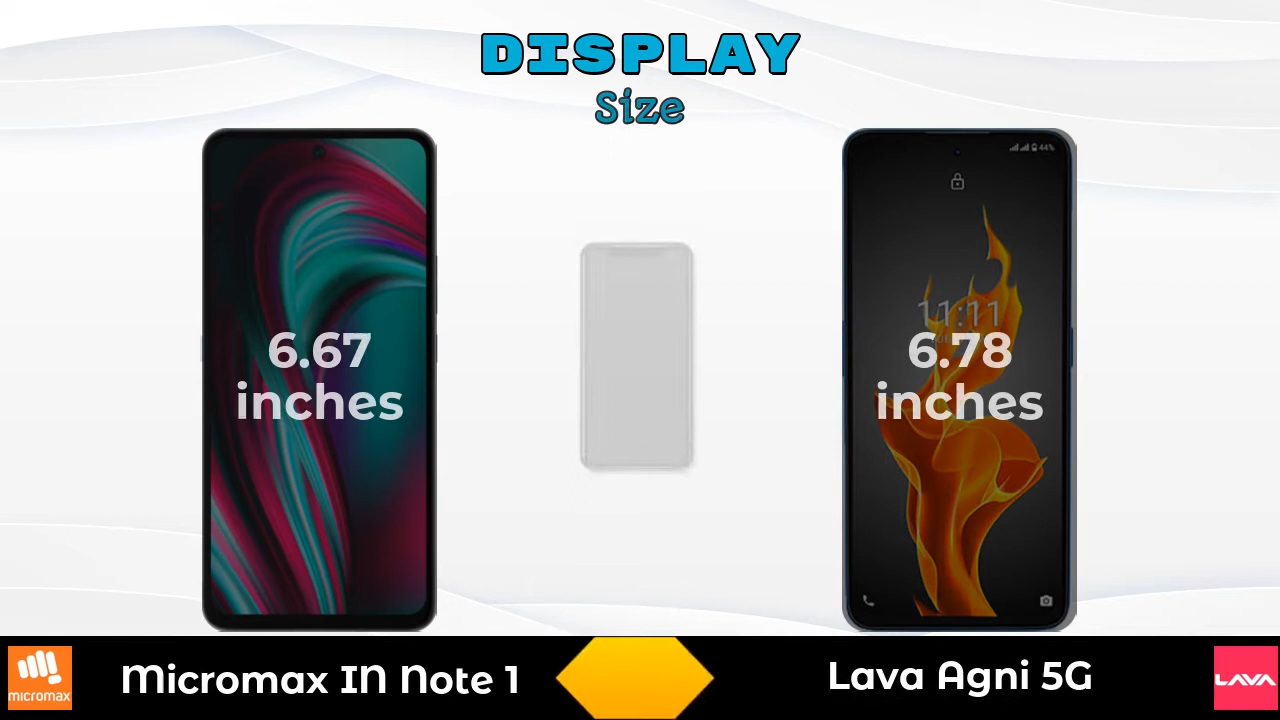 DISPLAY
Size
44%
11:11
6.67
inches
6.78
inches
micromax
Micromax IN Note 1
Lava Agni 5G
LAVA